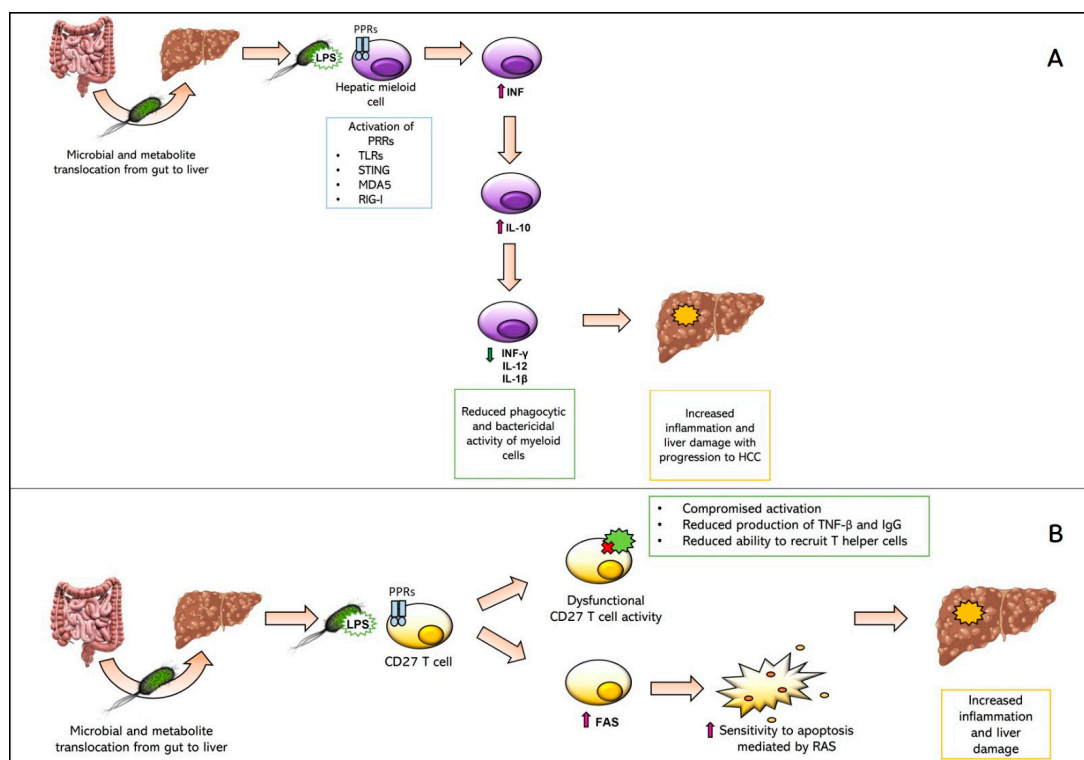 A
PPRs
LPS
Hepatic mieloid
cell
INF
Microbial and metabolite
translocation from gut to liver
Activation of
PRRs
• TLRs
• STING
• MDA5
• RIG-I
IL-10
INF-γ
IL-12
IL-1β
Reduced phagocytic
and bactericidal
activity of myeloid
cells
Increased
inflammation and
liver damage with
progression to HCC
B
• Compromised activation
• Reduced production of TNF-β and IgG
• Reduced ability to recruit T helper cells
PPRs
LPS
CD27 T cell
Dysfunctional
CD27 T cell activity
FAS
Sensitivity to apoptosis
mediated by RAS
Microbial and metabolite
translocation from gut to liver
Increased
inflammation
and liver
damage